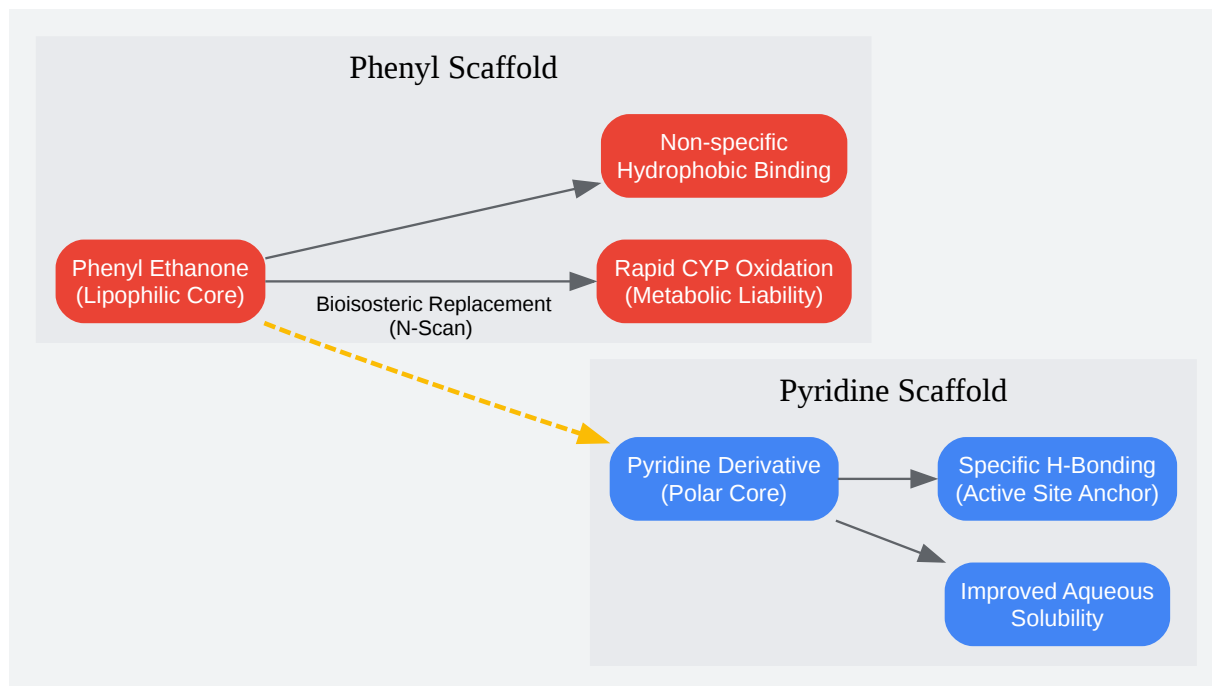 Phenyl Scaffold
Non-specific
Hydrophobic Binding
Phenyl Ethanone
(Lipophilic Core)
Rapid CYP Oxidation
(Metabolic Liability)
Bioisosteric Replacement
(N-Scan)
Pyridine Scaffold
Pyridine Derivative
(Polar Core)
Specific H-Bonding
(Active Site Anchor)
Improved Aqueous
Solubility